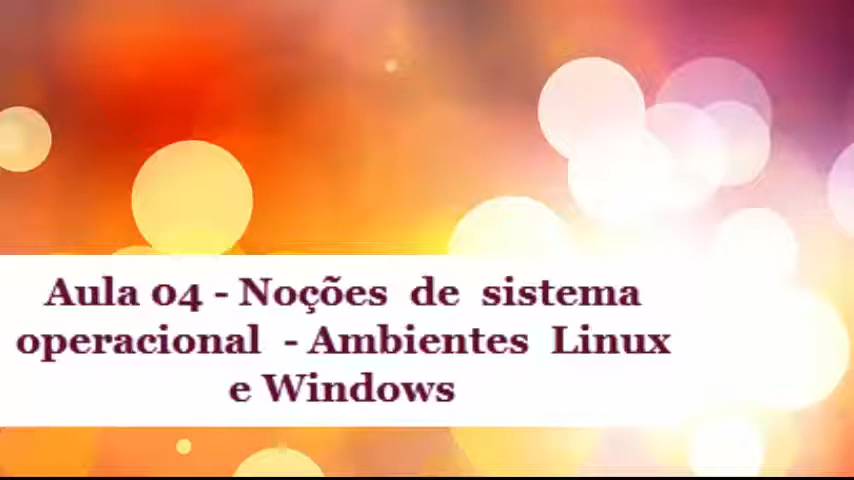 Aula 04 - Noções de sistema
operacional - Ambientes Linux
e Windows